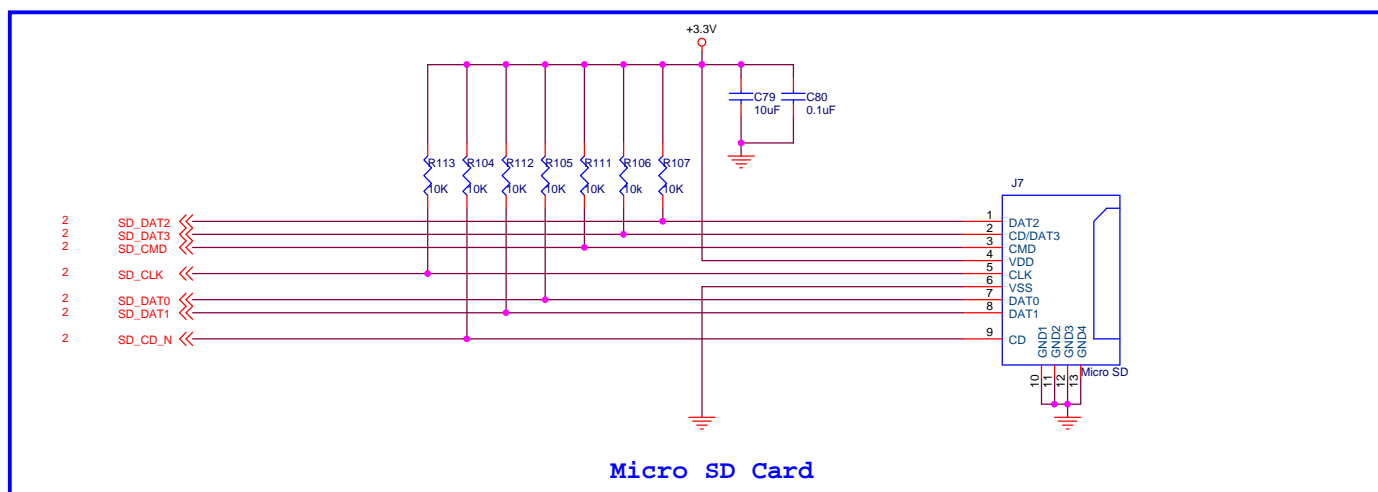 +3.3V
C79
10uF
C80
0.1uF
R113
R104
R112
R105
R111
R106
R107
10K
10K
10K
10K
10K
10k
10K
J7
2 SD_DAT2 1 DAT2
2 SD_DAT3 2 CD/DAT3
2 SD_CMD 3 CMD
4 VDD
2 SD_CLK 5 CLK
6 VSS
2 SD_DAT0 7 DAT0
2 SD_DAT1 8 DAT1
2 SD_CD_N 9 CD
GND1
GND2
GND3
GND4
10
11
12
13
Micro SD
Micro SD Card